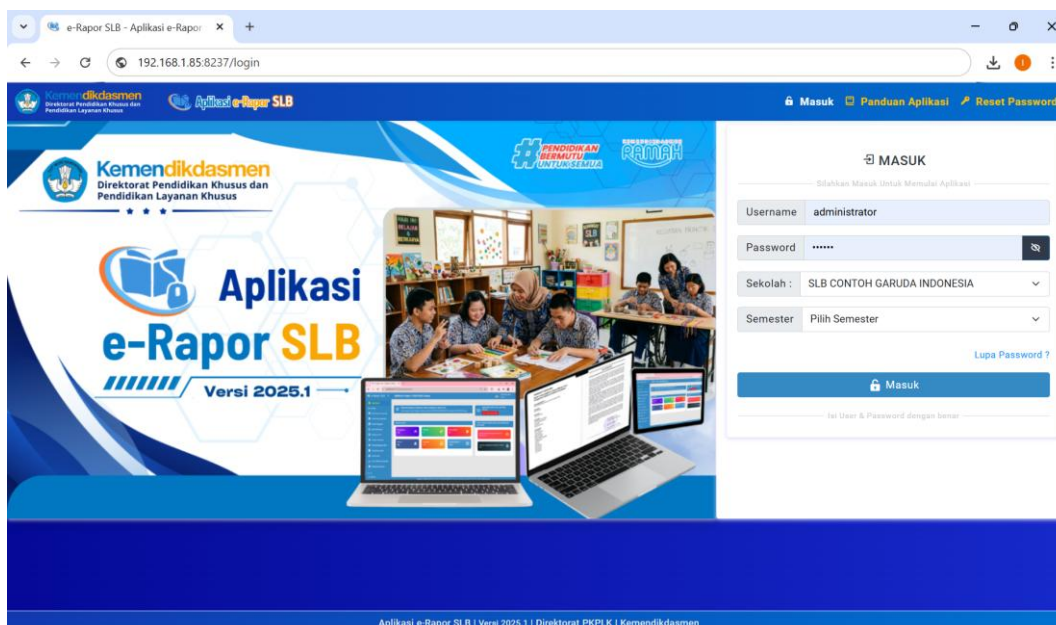 e-Rapor SLB - Aplikasi e-Rapor
192.168.1.85:8237/login
Kemendikdasmen
Direktorat Pendidikan Khusus dan
Pendidikan Layanan Khusus
Aplikasi e-Rapor SLB
Masuk Panduan Aplikasi Reset Password
Kemendikdasmen
Direktorat Pendidikan Khusus dan
Pendidikan Layanan Khusus
# PENDIDIKAN
BERMUTU
UNTUK SEMUA
RAMAH
Aplikasi
e-Rapor SLB
Versi 2025.1
MASUK
Silahkan Masuk Untuk Memulai Aplikasi
Username administrator
Password ••••••
Sekolah : SLB CONTOH GARUDA INDONESIA
Semester Pilih Semester
Lupa Password ?
Masuk
Isi User & Password dengan benar
Aplikasi e-Rapor SLB | Versi 2025.1 | Direktorat PKPLK | Kemendikdasmen